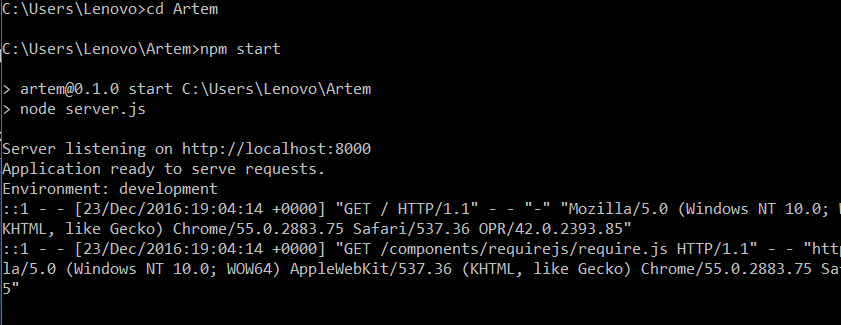 C:\Users\Lenovo>cd Artem
C:\Users\Lenovo\Artem>npm start
> artem@0.1.0 start C:\Users\Lenovo\Artem
> node server.js
Server listening on http://localhost:8000
Application ready to serve requests.
Environment: development
::1 - - [23/Dec/2016:19:04:14 +0000] "GET / HTTP/1.1" - - "-" "Mozilla/5.0 (Windows NT 10.0;
KHTML, like Gecko) Chrome/55.0.2883.75 Safari/537.36 OPR/42.0.2393.85"
::1 - - [23/Dec/2016:19:04:14 +0000] "GET /components/requirejs/require.js HTTP/1.1" - - "htt
la/5.0 (Windows NT 10.0; WOW64) AppleWebKit/537.36 (KHTML, like Gecko) Chrome/55.0.2883.75 Sa
5"